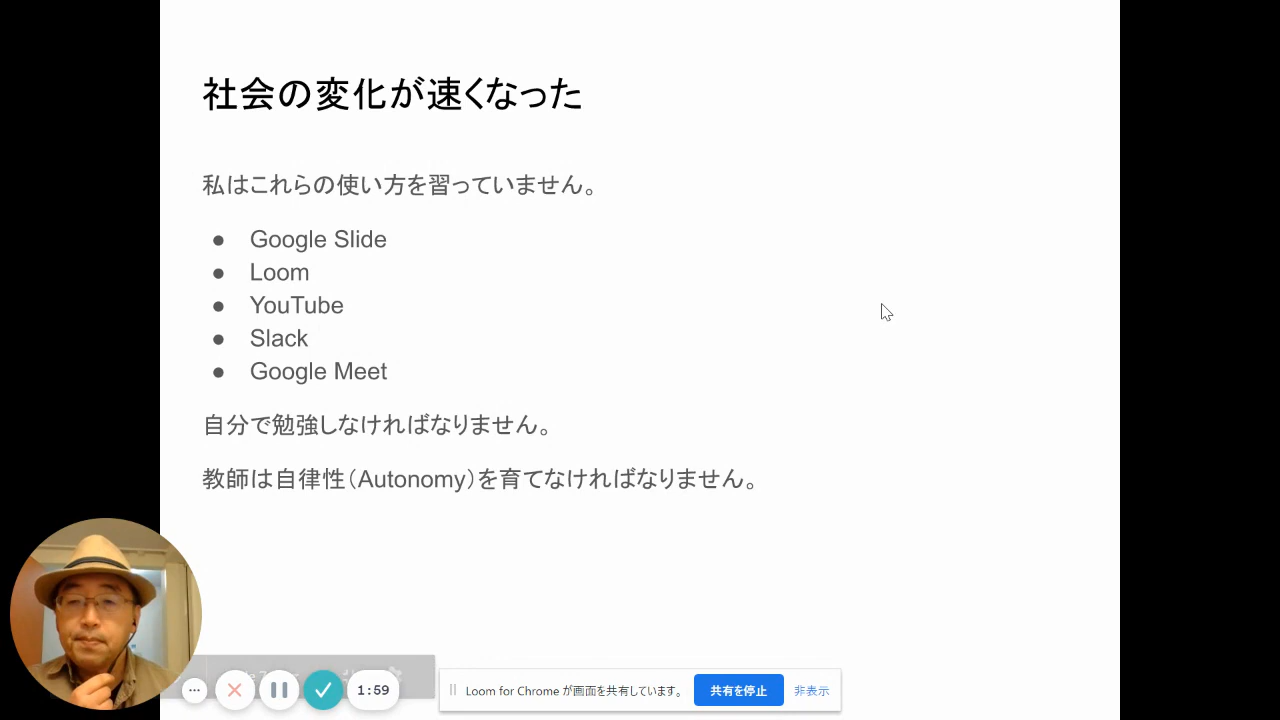 社会の変化が速くなった
私はこれらの使い方を習っていません。
● Google Slide
● Loom
● YouTube
● Slack
● Google Meet
自分で勉強しなければなりません。
教師は自律性（Autonomy）を育てなければなりません。
1:59
Loom for Chrome が画面を共有しています。 共有を停止 非表示